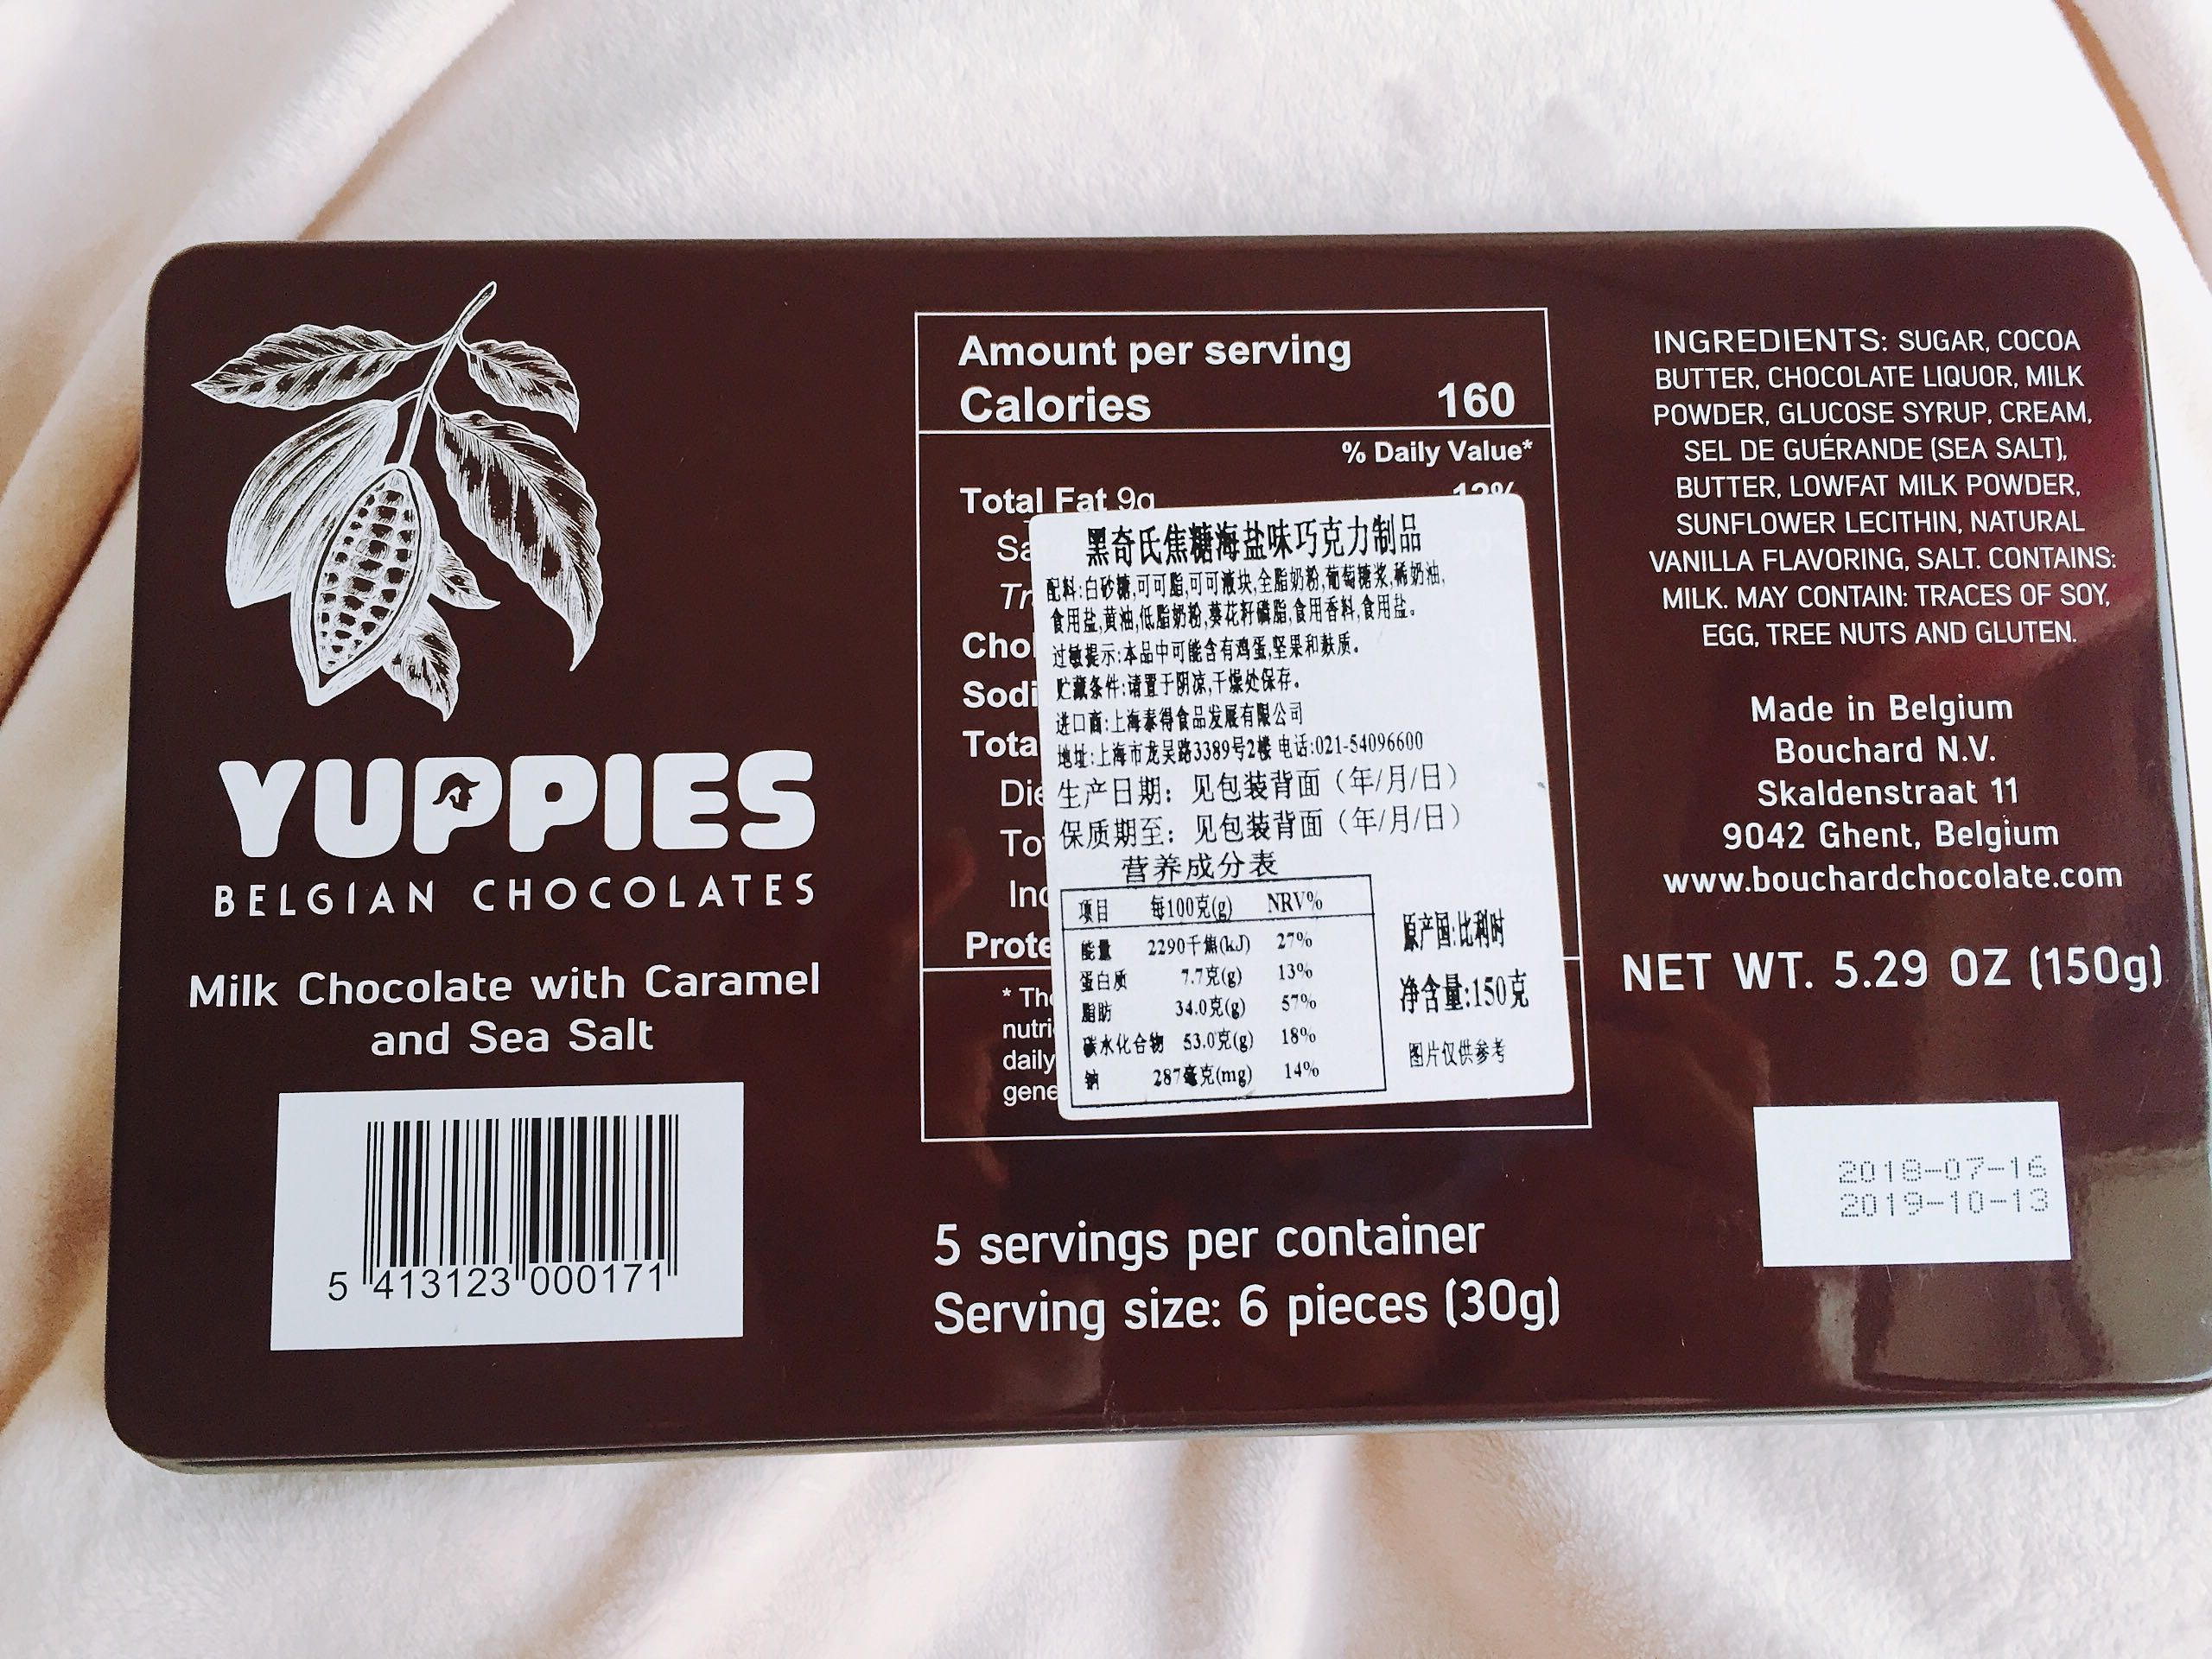 YUPPIES
BELGIAN CHOCOLATES
Milk Chocolate with Caramel
and Sea Salt
5 413123 000171
Amount per serving
Calories 160
% Daily Value*
Total Fat 9g 12%
Sa
Tr
Chol
Sodi
Tota
Die
To
Inc
Prote
* The
nutri
daily
gene
黑奇氏焦糖海盐味巧克力制品
配料:白砂糖,可可脂,可可液块,全脂奶粉,葡萄糖浆,稀奶油,
食用盐,黄油,低脂奶粉,葵花籽磷脂,食用香料,食用盐。
过敏提示:本品中可能含有鸡蛋,坚果和麸质。
贮藏条件:请置于阴凉,干燥处保存。
进口商:上海泰得食品发展有限公司
地址:上海市龙吴路3389号2楼 电话:021-54096600
生产日期: 见包装背面（年/月/日）
保质期至: 见包装背面（年/月/日）
营养成分表
项目 每100克(g) NRV%
能量 2290千焦(kJ) 27%
蛋白质 7.7克(g) 13%
脂肪 34.0克(g) 57%
碳水化合物 53.0克(g) 18%
钠 287毫克(mg) 14%
原产国:比利时
净含量:150克
图片仅供参考
5 servings per container
Serving size: 6 pieces (30g)
INGREDIENTS: SUGAR, COCOA
BUTTER, CHOCOLATE LIQUOR, MILK
POWDER, GLUCOSE SYRUP, CREAM,
SEL DE GUÉRANDE (SEA SALT),
BUTTER, LOWFAT MILK POWDER,
SUNFLOWER LECITHIN, NATURAL
VANILLA FLAVORING, SALT. CONTAINS:
MILK. MAY CONTAIN: TRACES OF SOY,
EGG, TREE NUTS AND GLUTEN.
Made in Belgium
Bouchard N.V.
Skaldenstraat 11
9042 Ghent, Belgium
www.bouchardchocolate.com
NET WT. 5.29 OZ (150g)
2018-07-16
2019-10-13